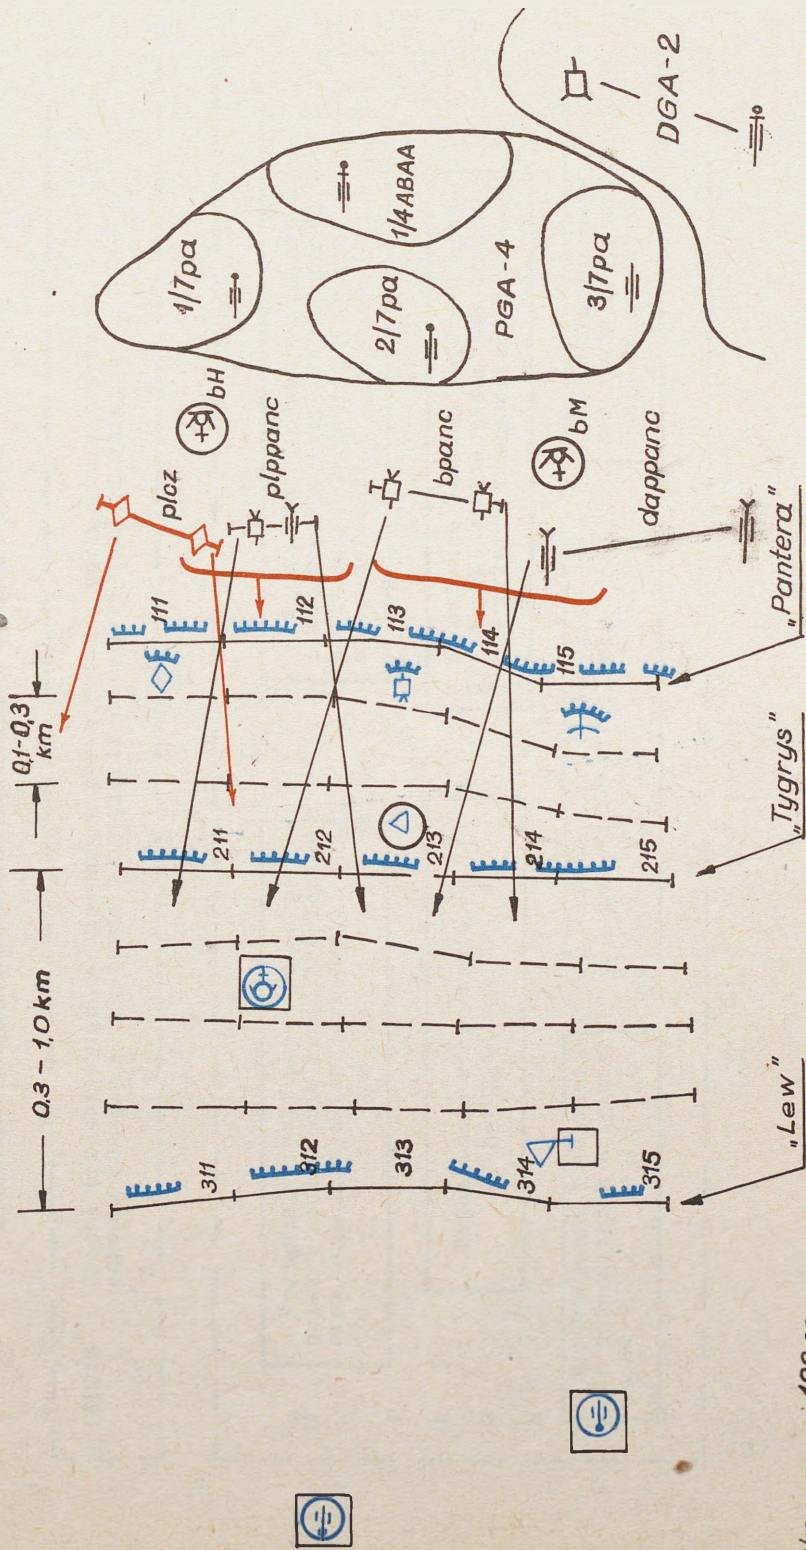 0,1-0,3
km
0,3 – 1,0 km
1/7pa
1/4ABAA
2/7pa
PGA-4
3/7pa
DGA-2
bH
plcz
plppanc
bpanc
bM
dappanc
111
112
113
114
115
211
212
213
214
215
311
312
313
314
315
„Pantera"
„Tygrys"
„Lew"